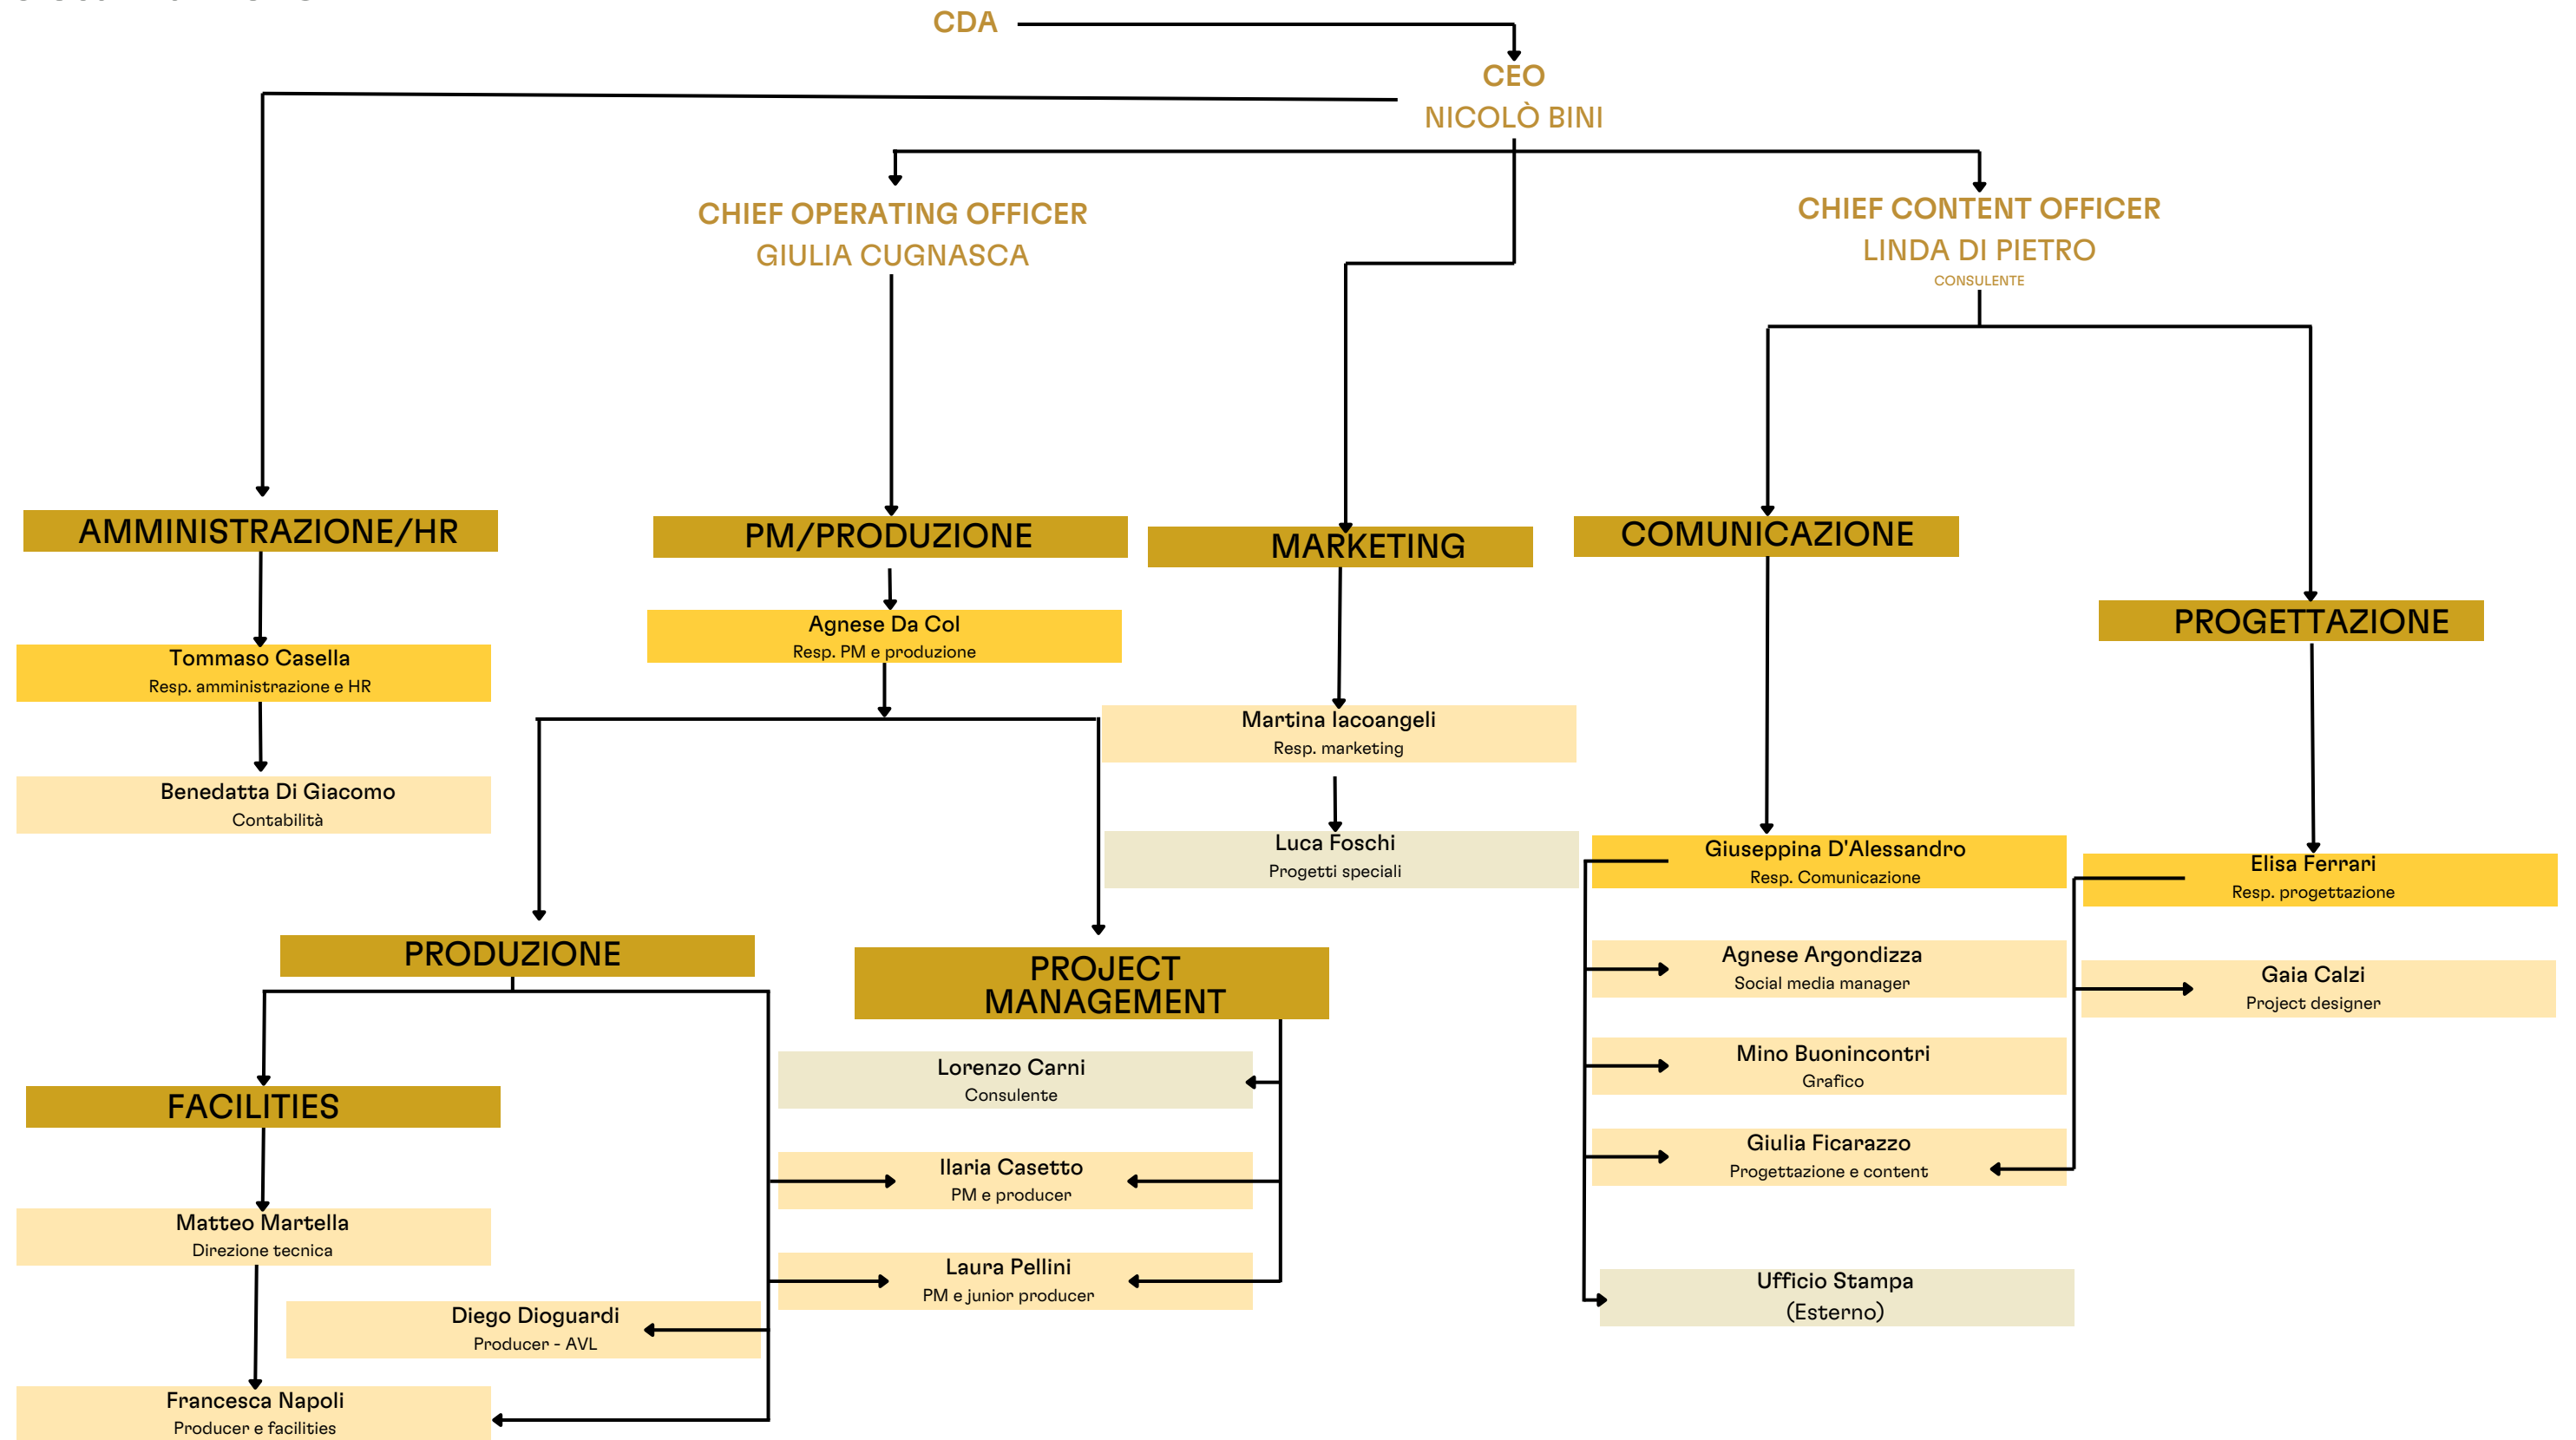 CDA
CEO
NICOLÒ BINI
CHIEF OPERATING OFFICER
GIULIA CUGNASCA
CHIEF CONTENT OFFICER
LINDA DI PIETRO
CONSULENTE
AMMINISTRAZIONE/HR
PM/PRODUZIONE
MARKETING
COMUNICAZIONE
PROGETTAZIONE
Tommaso Casella
Resp. amministrazione e HR
Benedatta Di Giacomo
Contabilità
Agnese Da Col
Resp. PM e produzione
Martina Iacoangeli
Resp. marketing
Luca Foschi
Progetti speciali
Giuseppina D'Alessandro
Resp. Comunicazione
Elisa Ferrari
Resp. progettazione
Agnese Argondizza
Social media manager
Gaia Calzi
Project designer
Mino Buonincontri
Grafico
Giulia Ficarazzo
Progettazione e content
Ufficio Stampa
(Esterno)
PRODUZIONE
PROJECT
MANAGEMENT
Lorenzo Carni
Consulente
Ilaria Casetto
PM e producer
Laura Pellini
PM e junior producer
FACILITIES
Matteo Martella
Direzione tecnica
Diego Dioguardi
Producer - AVL
Francesca Napoli
Producer e facilities